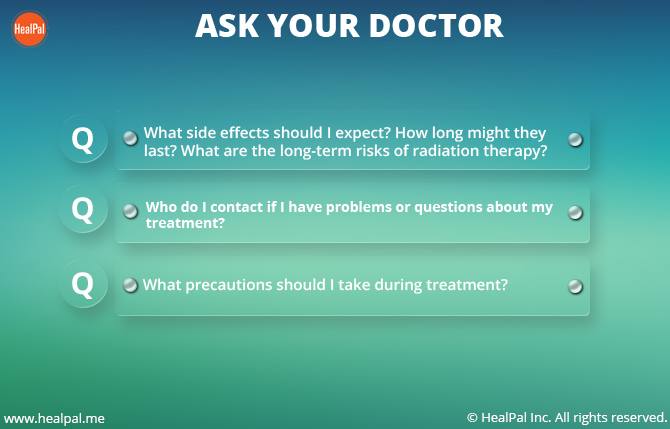 HealPal
ASK YOUR DOCTOR
Q
What side effects should I expect? How long might they
last? What are the long-term risks of radiation therapy?
Q
Who do I contact if I have problems or questions about my
treatment?
Q
What precautions should I take during treatment?
www.healpal.me
© HealPal Inc. All rights reserved.